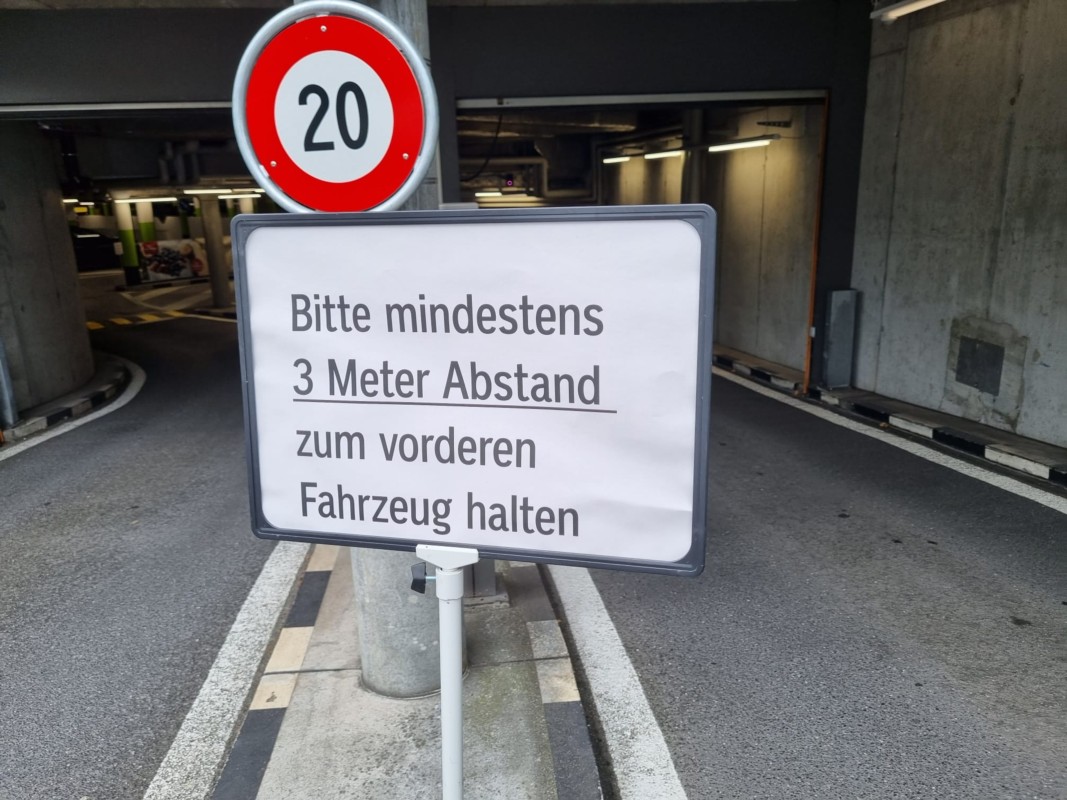 20
Bitte mindestens
3 Meter Abstand
zum vorderen
Fahrzeug halten